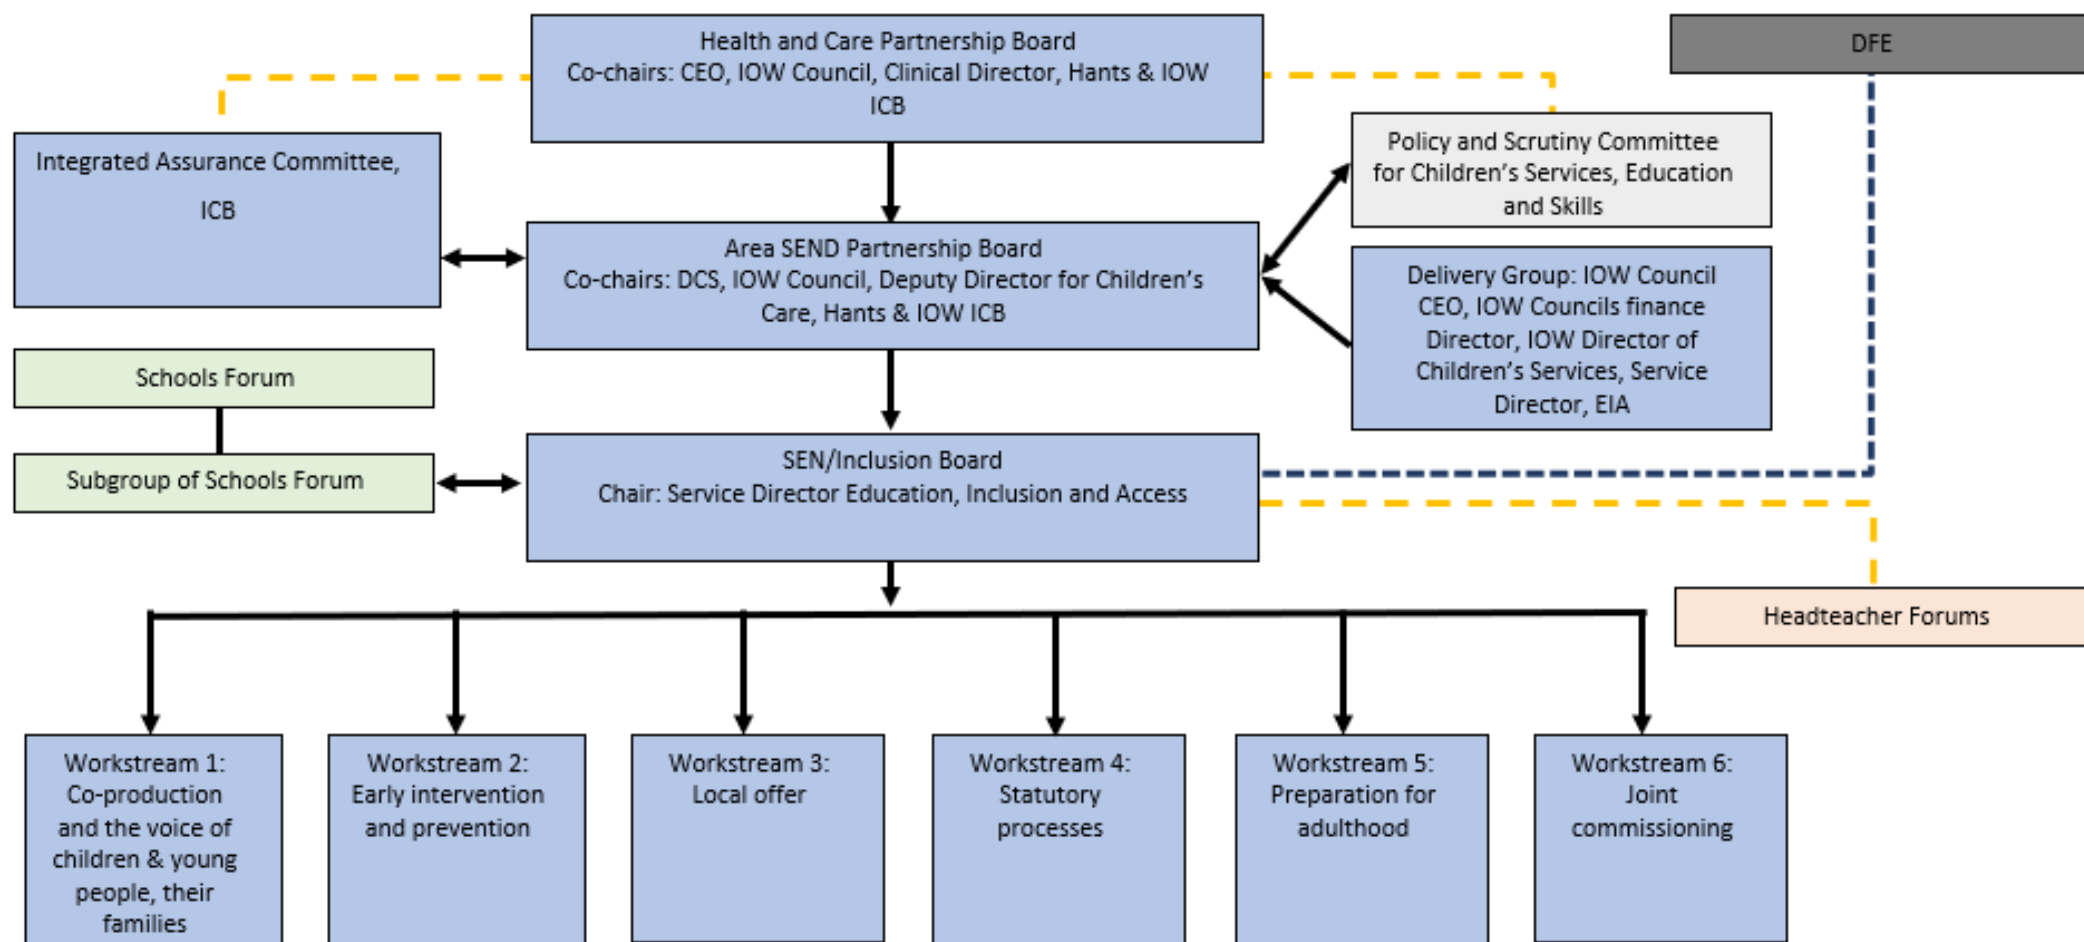 Health and Care Partnership Board
Co-chairs: CEO, IOW Council, Clinical Director, Hants & IOW
ICB
DFE
Integrated Assurance Committee,
ICB
Policy and Scrutiny Committee
for Children’s Services, Education
and Skills
Area SEND Partnership Board
Co-chairs: DCS, IOW Council, Deputy Director for Children’s
Care, Hants & IOW ICB
Delivery Group: IOW Council
CEO, IOW Councils finance
Director, IOW Director of
Children’s Services, Service
Director, EIA
Schools Forum
Subgroup of Schools Forum
SEN/Inclusion Board
Chair: Service Director Education, Inclusion and Access
Headteacher Forums
Workstream 1:
Co-production
and the voice of
children & young
people, their
families
Workstream 2:
Early intervention
and prevention
Workstream 3:
Local offer
Workstream 4:
Statutory
processes
Workstream 5:
Preparation for
adulthood
Workstream 6:
Joint
commissioning